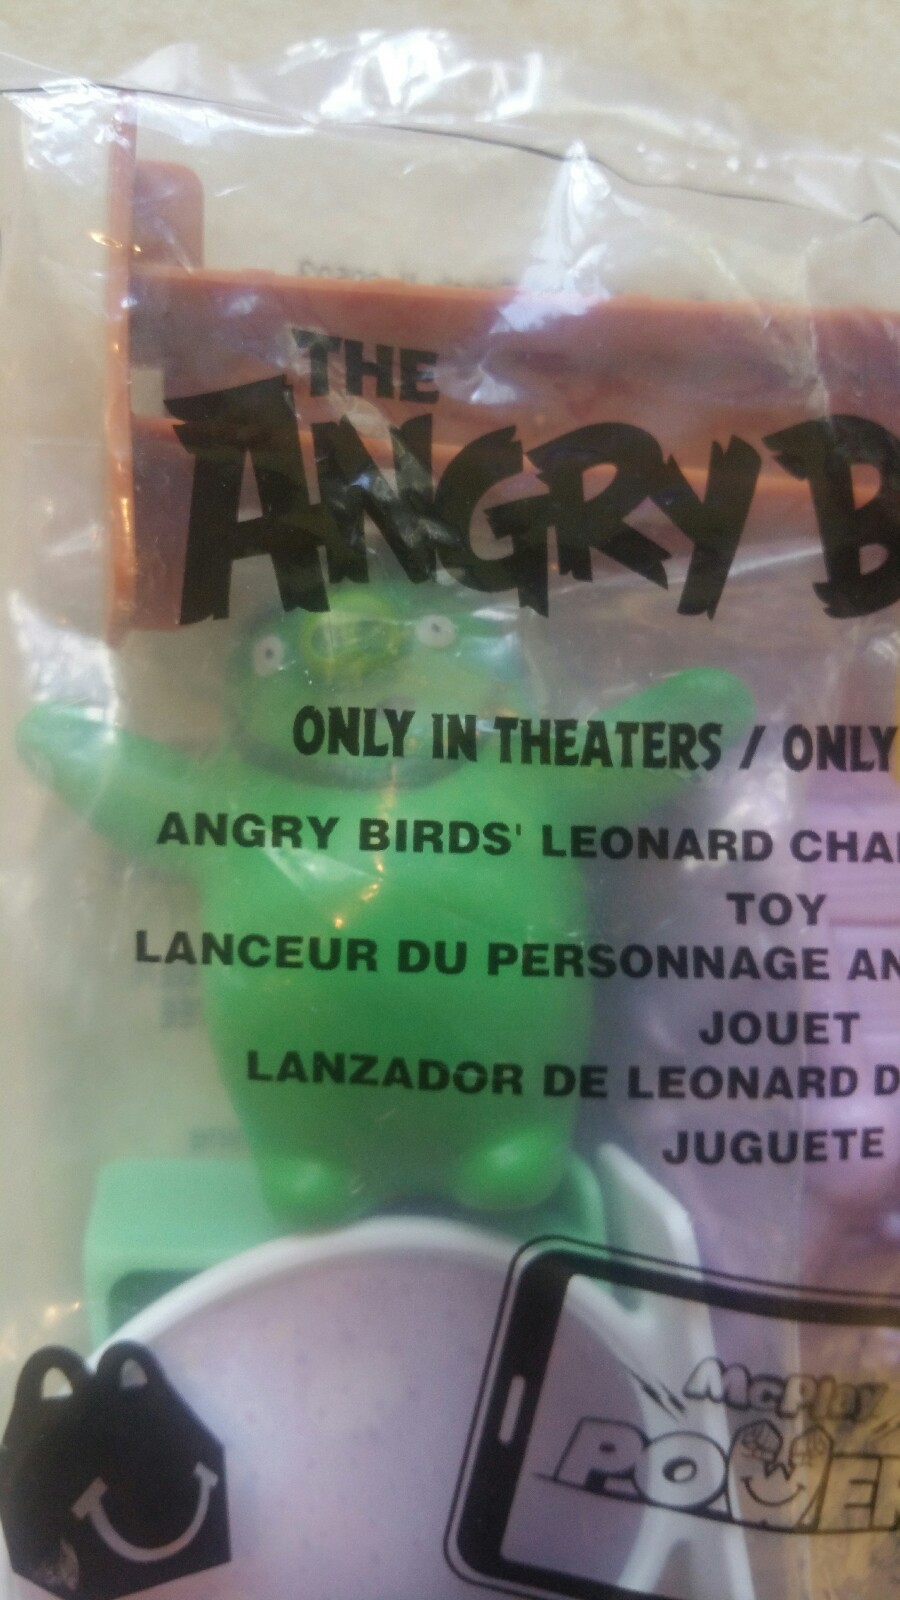 THE
ANGRY B
ONLY IN THEATERS / ONLY
ANGRY BIRDS' LEONARD CHA
TOY
LANCEUR DU PERSONNAGE AN
JOUET
LANZADOR DE LEONARD D
JUGUETE
McPlay
POWER